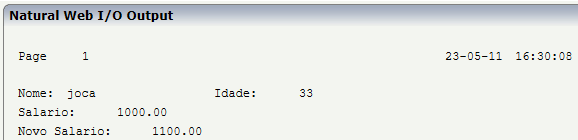 Natural Web I/O Output
Page 1 23-05-11 16:30:08
Nome: joca Idade: 33
Salario: 1000.00
Novo Salario: 1100.00